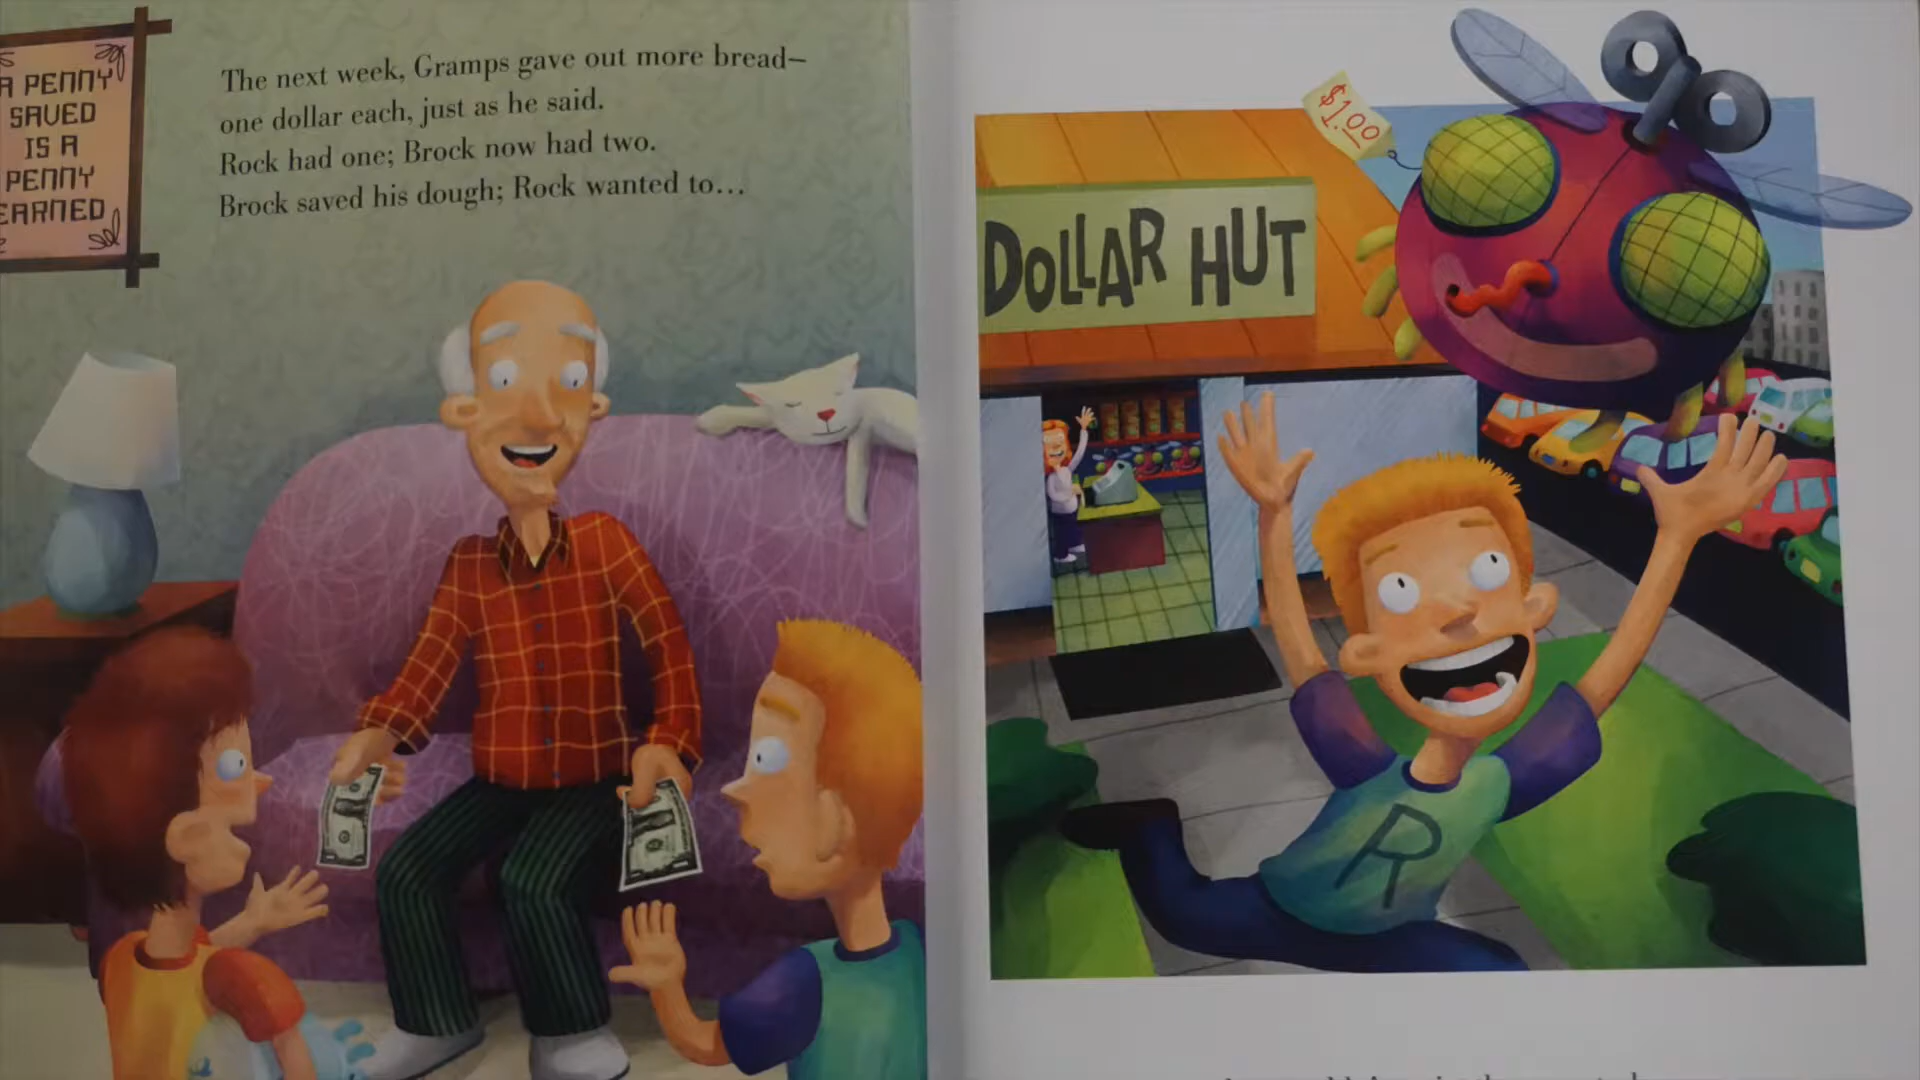 A PENNY
SAVED
IS A
PENNY
EARNED
The next week, Gramps gave out more bread—
one dollar each, just as he said.
Rock had one; Brock now had two.
Brock saved his dough; Rock wanted to…
$1.00
DOLLAR HUT
R